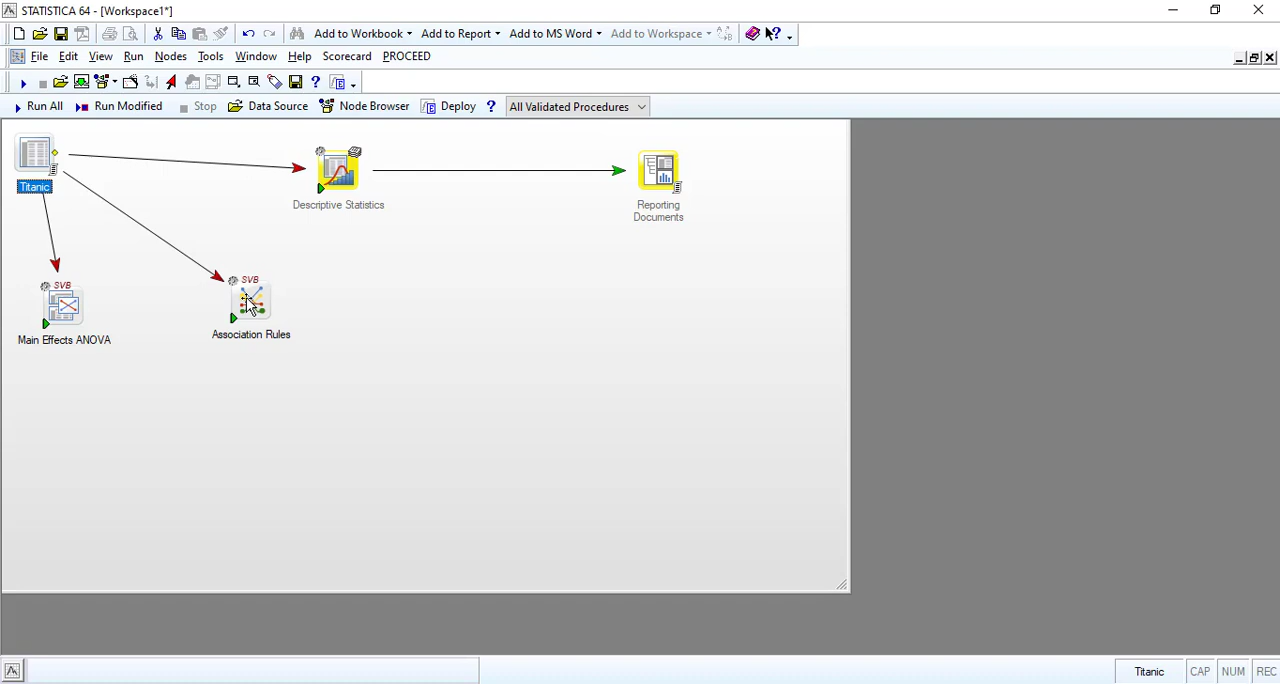 STATISTICA 64 - [Workspace1*]
Add to Workbook Add to Report Add to MS Word Add to Workspace
File Edit View Run Nodes Tools Window Help Scorecard PROCEED
Run All Run Modified Stop Data Source Node Browser Deploy ? All Validated Procedures
Titanic
Descriptive Statistics
Reporting
Documents
SVB
Main Effects ANOVA
SVB
Association Rules
Titanic CAP NUM REC